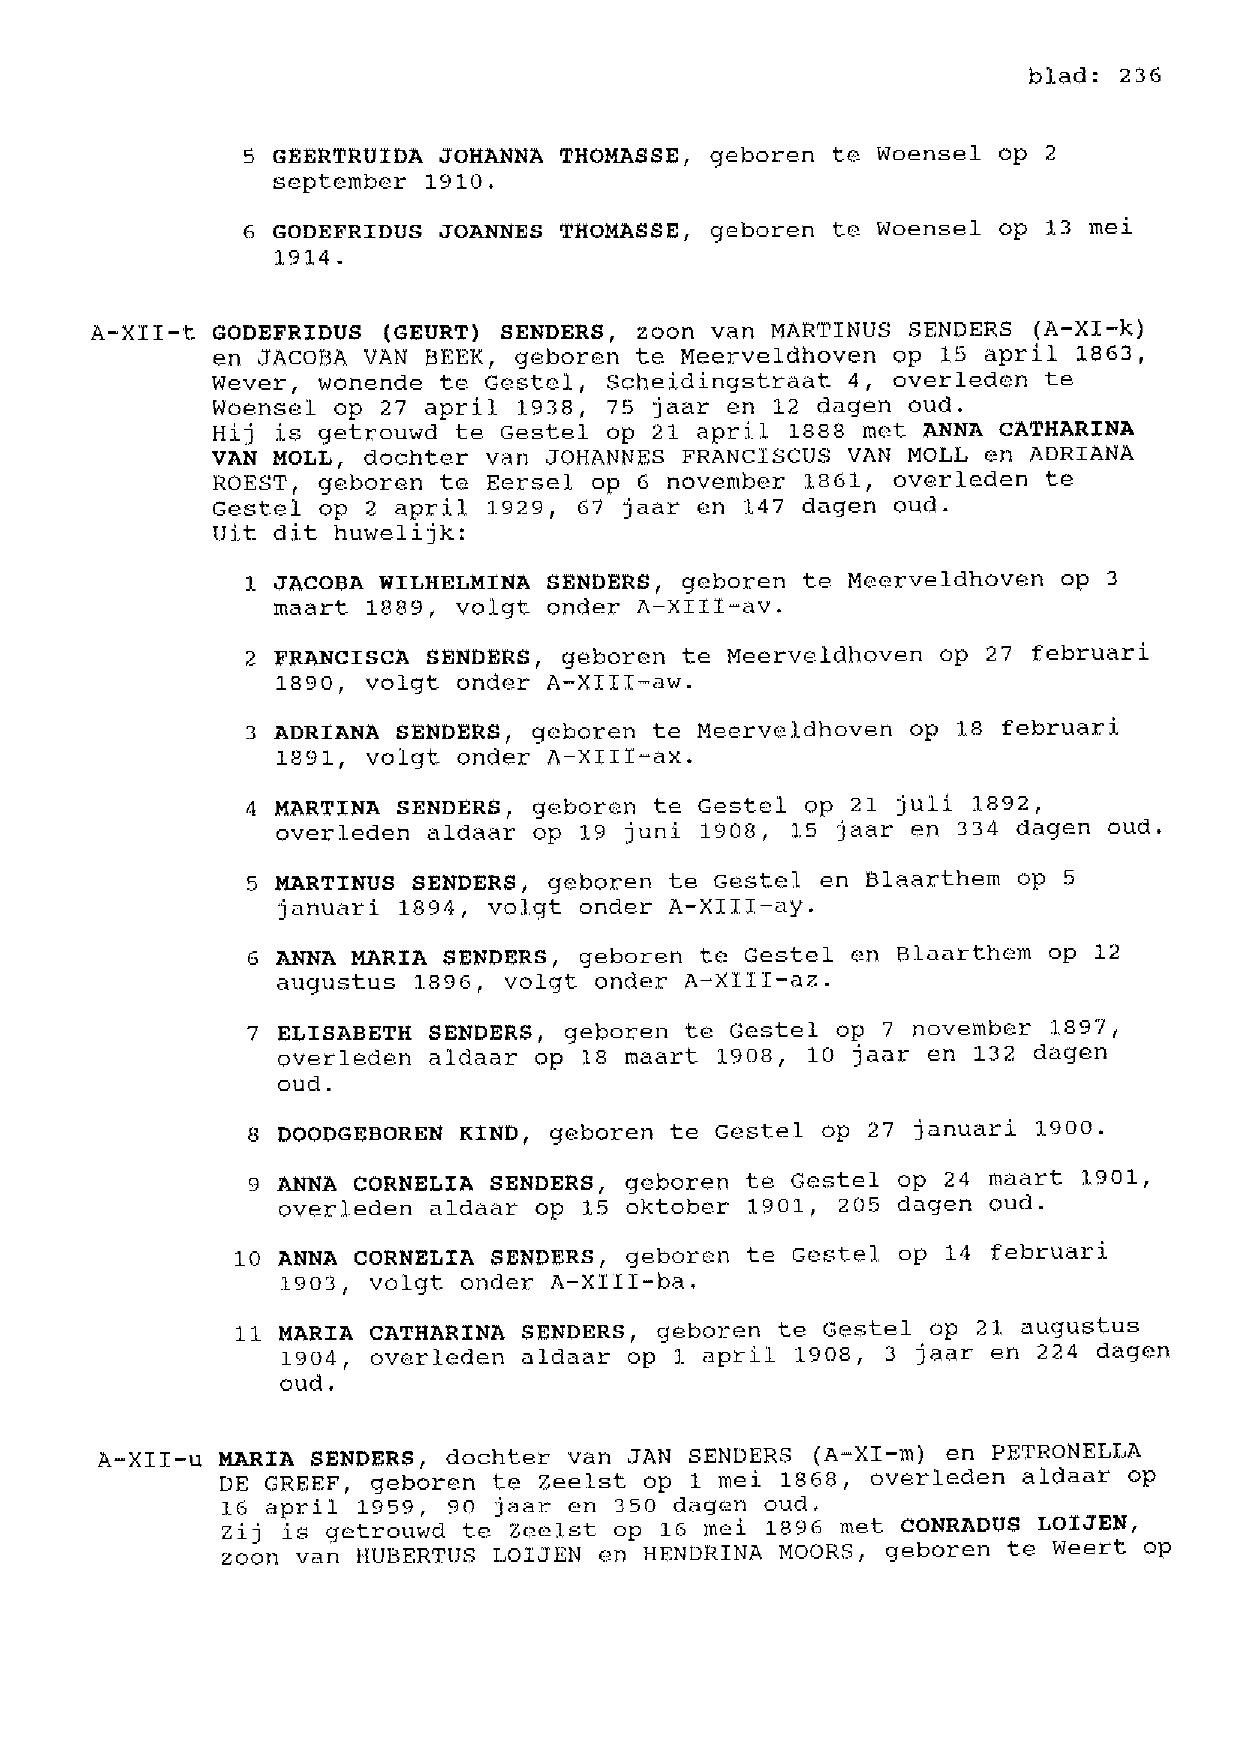 blad: 236
5 GEERTRUIDA JOHANNA THOMASSE, geboren te Woensel op 2
september 1910.
6 GODEFRIDUS JOANNES THOMASSE, geboren te Woensel op 13 mei
1914.
A-XII-t GODEFRIDUS (GEURT) SENDERS, zoon van MARTINUS SENDERS (A-XI-k)
en JACOBA VAN BEEK, geboren te Meerveldhoven op 15 april 1863,
Wever, wonende te Gestel, Scheidingstraat 4, overleden te
Woensel op 27 april 1938, 75 jaar en 12 dagen oud.
Hij is getrouwd te Gestel op 21 april 1888 met ANNA CATHARINA
VAN MOLL, dochter van JOHANNES FRANCISCUS VAN MOLL en ADRIANA
ROEST, geboren te Eersel op 6 november 1861, overleden te
Gestel op 2 april 1929, 67 jaar en 147 dagen oud.
Uit dit huwelijk:
1 JACOBA WILHELMINA SENDERS, geboren te Meerveldhoven op 3
maart 1889, volgt onder A-XIII-av.
2 FRANCISCA SENDERS, geboren te Meerveldhoven op 27 februari
1890, volgt onder A-XIII-aw.
3 ADRIANA SENDERS, geboren te Meerveldhoven op 18 februari
1891, volgt onder A-XIII-ax.
4 MARTINA SENDERS, geboren te Gestel op 21 juli 1892,
overleden aldaar op 19 juni 1908, 15 jaar en 334 dagen oud.
5 MARTINUS SENDERS, geboren te Gestel en Blaarthem op 5
januari 1894, volgt onder A-XIII-ay.
6 ANNA MARIA SENDERS, geboren te Gestel en Blaarthem op 12
augustus 1896, volgt onder A-XIII-az.
7 ELISABETH SENDERS, geboren te Gestel op 7 november 1897,
overleden aldaar op 18 maart 1908, 10 jaar en 132 dagen
oud.
8 DOODGEBOREN KIND, geboren te Gestel op 27 januari 1900.
9 ANNA CORNELIA SENDERS, geboren te Gestel op 24 maart 1901,
overleden aldaar op 15 oktober 1901, 205 dagen oud.
10 ANNA CORNELIA SENDERS, geboren te Gestel op 14 februari
1903, volgt onder A-XIII-ba.
11 MARIA CATHARINA SENDERS, geboren te Gestel op 21 augustus
1904, overleden aldaar op 1 april 1908, 3 jaar en 224 dagen
oud.
A-XII-u MARIA SENDERS, dochter van JAN SENDERS (A-XI-m) en PETRONELLA
DE GREEF, geboren te Zeelst op 1 mei 1868, overleden aldaar op
16 april 1959, 90 jaar en 350 dagen oud.
Zij is getrouwd te Zeelst op 16 mei 1896 met CONRADUS LOIJEN,
zoon van HUBERTUS LOIJEN en HENDRINA MOORS, geboren te Weert op